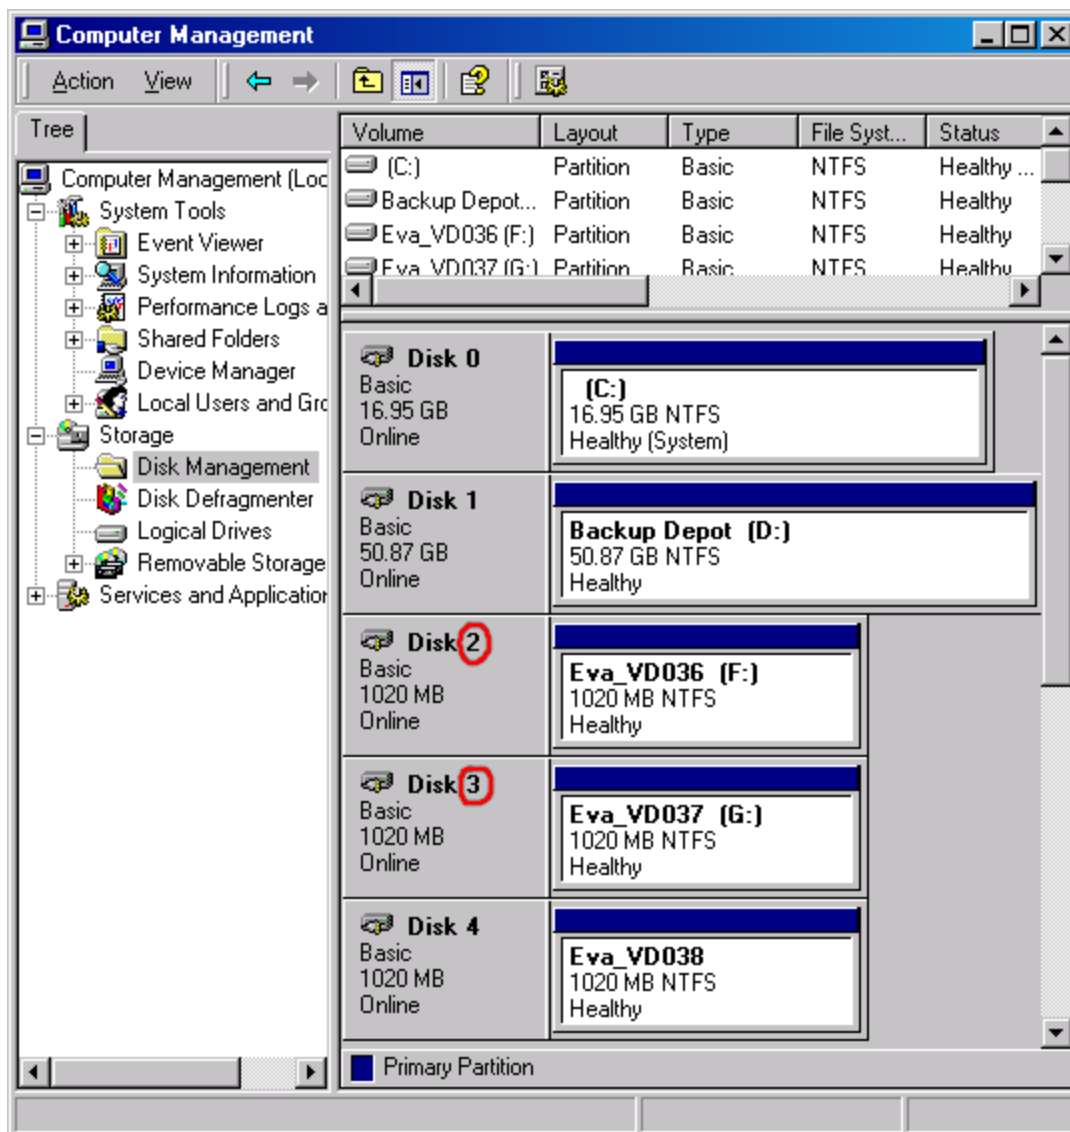 Computer Management
Action View
Tree
Computer Management (Loc
System Tools
Event Viewer
System Information
Performance Logs a
Shared Folders
Device Manager
Local Users and Gro
Storage
Disk Management
Disk Defragmenter
Logical Drives
Removable Storage
Services and Application
Volume Layout Type File Syst... Status
(C:) Partition Basic NTFS Healthy ...
Backup Depot... Partition Basic NTFS Healthy
Eva_VD036 (F:) Partition Basic NTFS Healthy
Eva_VD037 (G:) Partition Basic NTFS Healthy
Disk 0
Basic
16.95 GB
Online
(C:)
16.95 GB NTFS
Healthy (System)
Disk 1
Basic
50.87 GB
Online
Backup Depot (D:)
50.87 GB NTFS
Healthy
Disk 2
Basic
1020 MB
Online
Eva_VD036 (F:)
1020 MB NTFS
Healthy
Disk 3
Basic
1020 MB
Online
Eva_VD037 (G:)
1020 MB NTFS
Healthy
Disk 4
Basic
1020 MB
Online
Eva_VD038
1020 MB NTFS
Healthy
Primary Partition